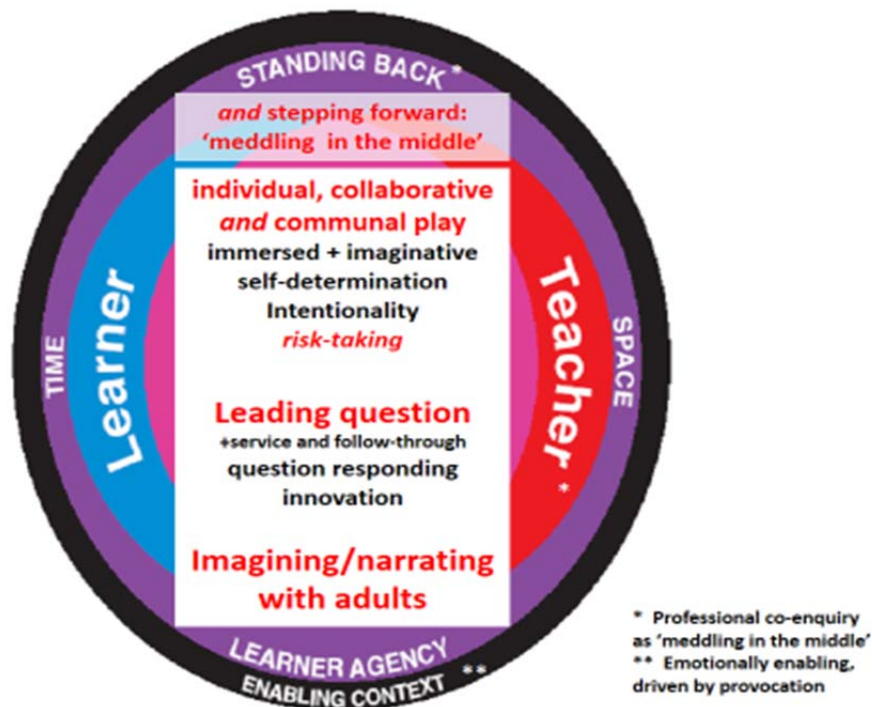 STANDING BACK *
and stepping forward:
‘meddling in the middle’
individual, collaborative
and communal play
immersed + imaginative
self-determination
Intentionality
risk-taking
Learner
Teacher *
TIME
SPACE
Leading question
+service and follow-through
question responding
innovation
Imagining/narrating
with adults
LEARNER AGENCY
ENABLING CONTEXT **
* Professional co-enquiry
as ‘meddling in the middle’
** Emotionally enabling,
driven by provocation